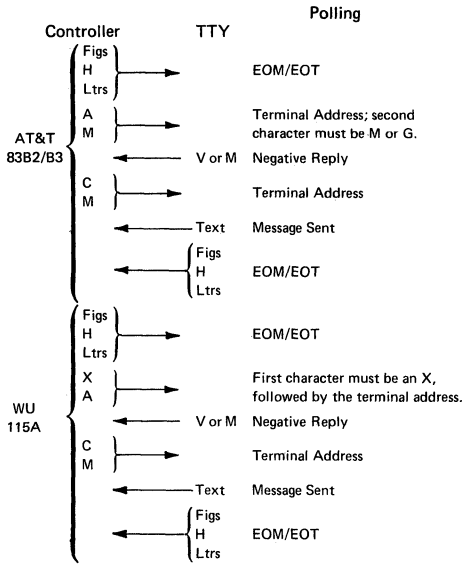 Polling
Controller TTY
Figs
H EOM/EOT
Ltrs
A Terminal Address; second
M character must be M or G.
AT&T
83B2/B3
V or M Negative Reply
C
M Terminal Address
Text Message Sent
Figs
H EOM/EOT
Ltrs
Figs
H EOM/EOT
Ltrs
X First character must be an X,
A followed by the terminal address.
WU
115A
V or M Negative Reply
C
M Terminal Address
Text Message Sent
Figs
H EOM/EOT
Ltrs